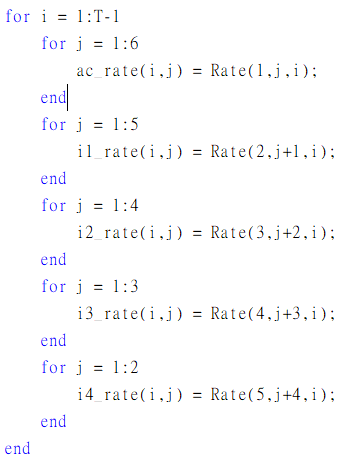 for i = 1:T-1
for j = 1:6
ac_rate(i,j) = Rate(1,j,i);
end
for j = 1:5
i1_rate(i,j) = Rate(2,j+1,i);
end
for j = 1:4
i2_rate(i,j) = Rate(3,j+2,i);
end
for j = 1:3
i3_rate(i,j) = Rate(4,j+3,i);
end
for j = 1:2
i4_rate(i,j) = Rate(5,j+4,i);
end
end